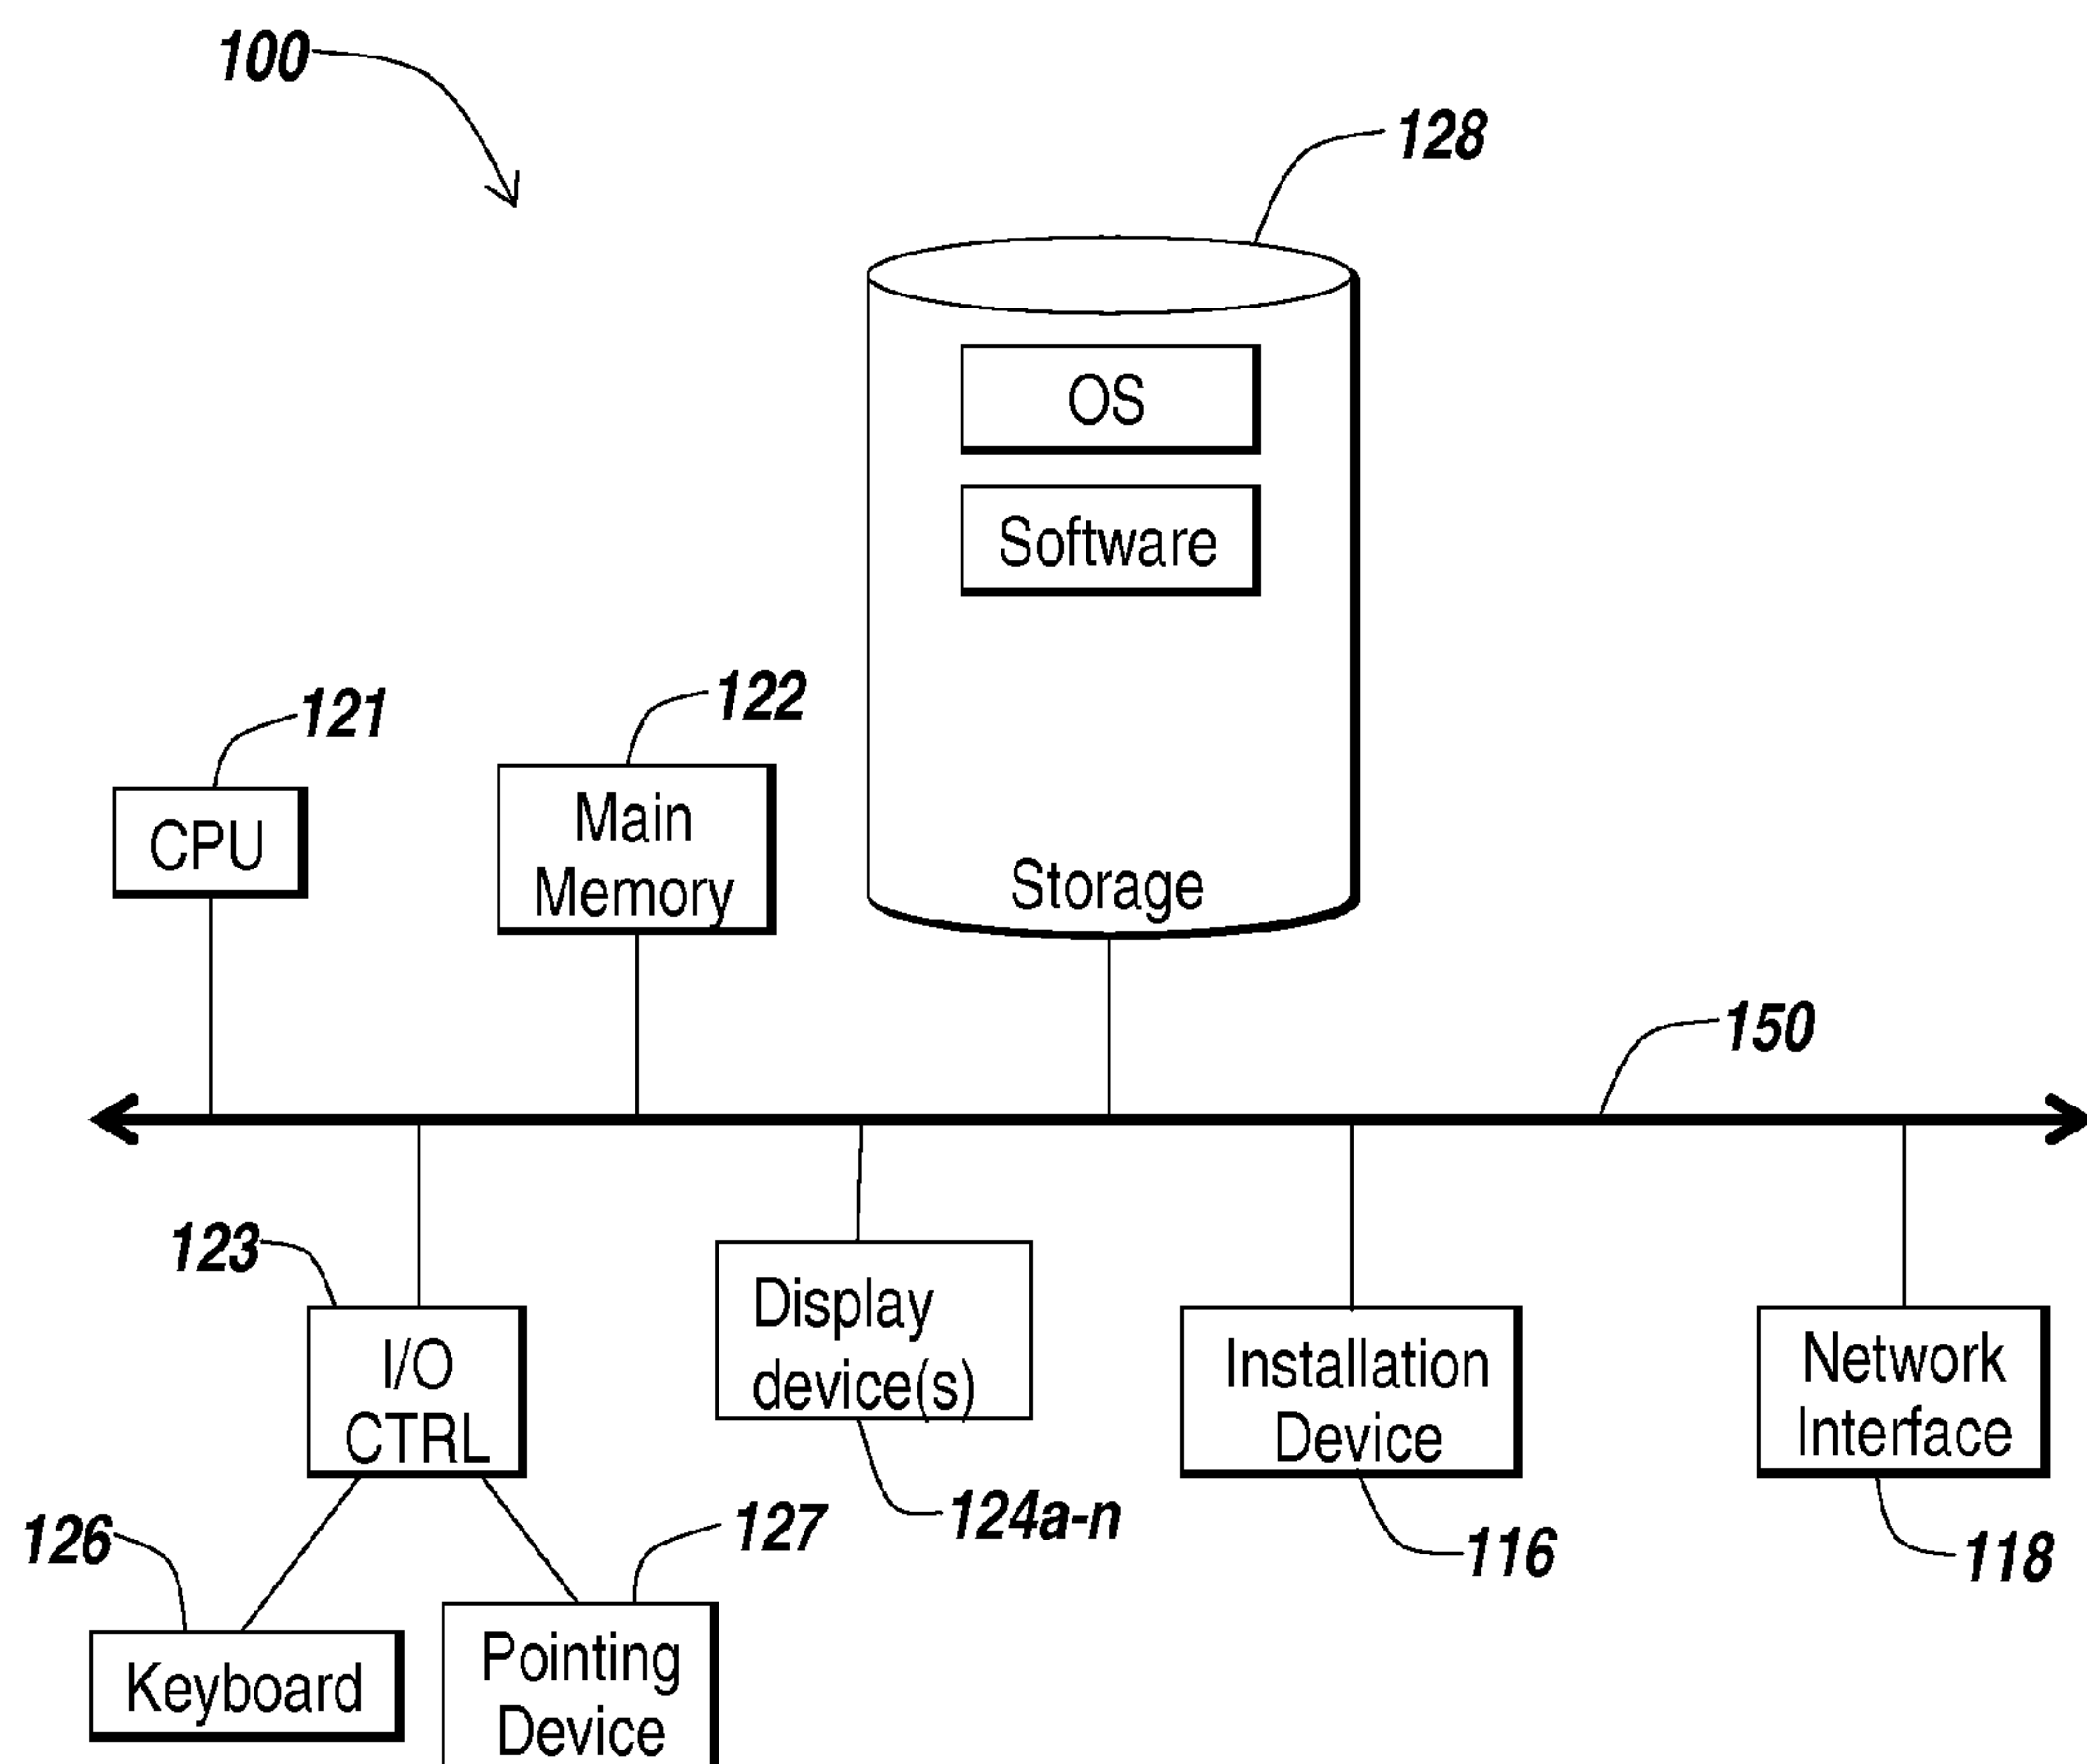 100
128
OS
Software
122
121
Main
Memory
CPU
Storage
150
123
Display
device(s)
I/O
CTRL
Installation
Device
Network
Interface
124a-n
127
126
116
118
Pointing
Device
Keyboard